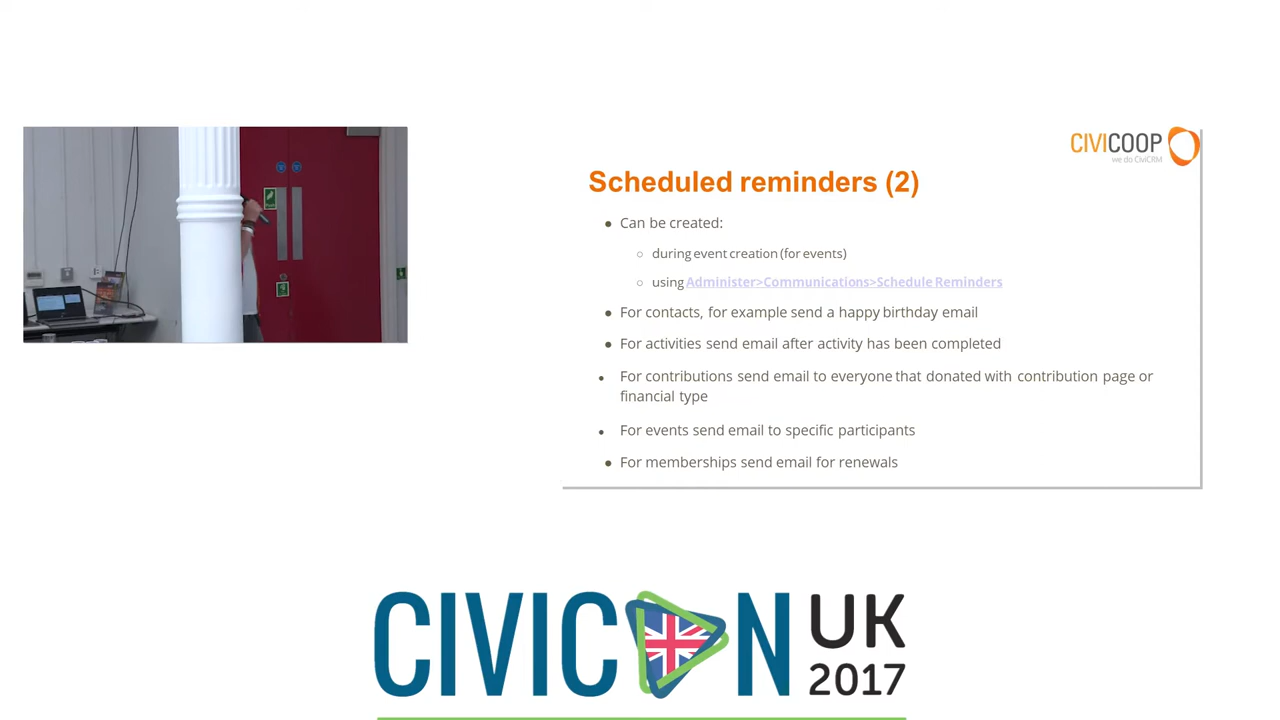 CIVICOOP
we do CiviCRM
Scheduled reminders (2)
● Can be created:
○ during event creation (for events)
○ using Administer>Communications>Schedule Reminders
● For contacts, for example send a happy birthday email
● For activities send email after activity has been completed
● For contributions send email to everyone that donated with contribution page or
financial type
● For events send email to specific participants
● For memberships send email for renewals
CIVICON UK
2017